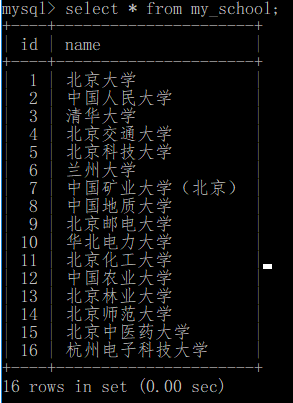 mysql> select * from my_school;
+----+--------------------------+
| id | name                     |
+----+--------------------------+
| 1 | 北京大学
| 2 | 中国人民大学
| 3 | 清华大学
| 4 | 北京交通大学
| 5 | 北京科技大学
| 6 | 兰州大学
| 7 | 中国矿业大学（北京）
| 8 | 中国地质大学
| 9 | 北京邮电大学
| 10 | 华北电力大学
| 11 | 北京化工大学
| 12 | 中国农业大学
| 13 | 北京林业大学
| 14 | 北京师范大学
| 15 | 北京中医药大学
| 16 | 杭州电子科技大学
+----+--------------------------+
16 rows in set (0.00 sec)